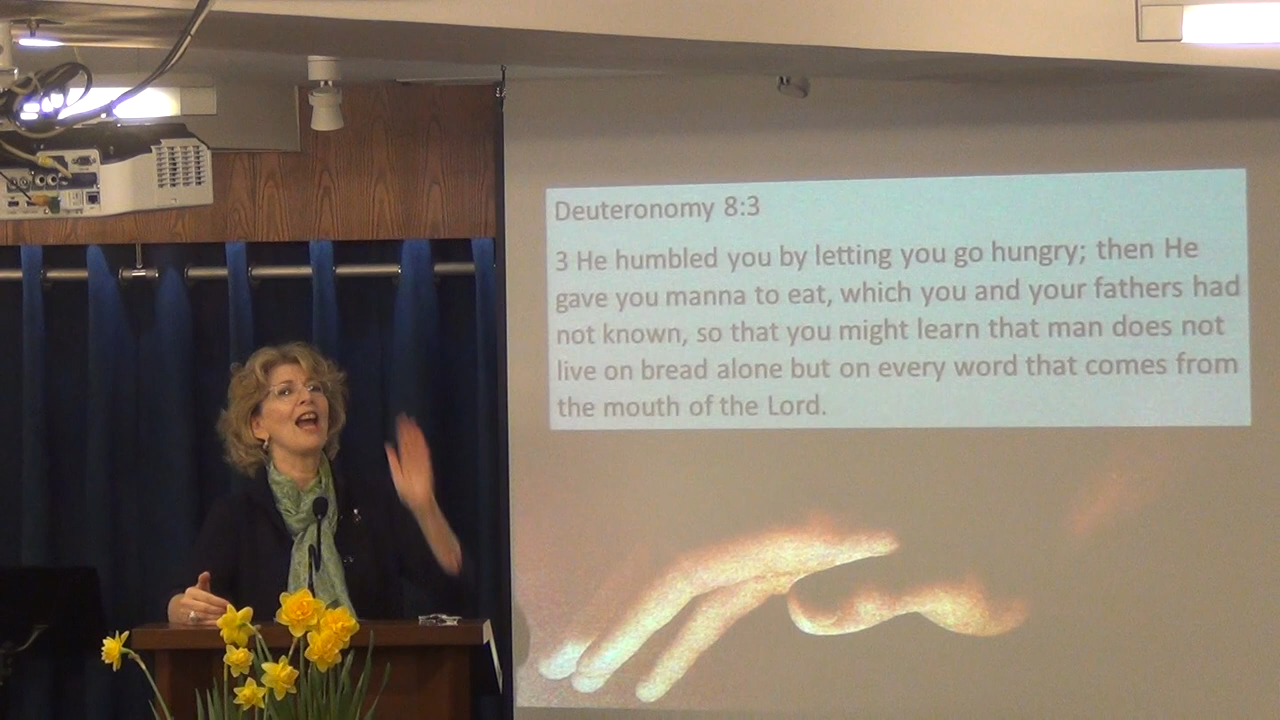 Deuteronomy 8:3
3 He humbled you by letting you go hungry; then He
gave you manna to eat, which you and your fathers had
not known, so that you might learn that man does not
live on bread alone but on every word that comes from
the mouth of the Lord.